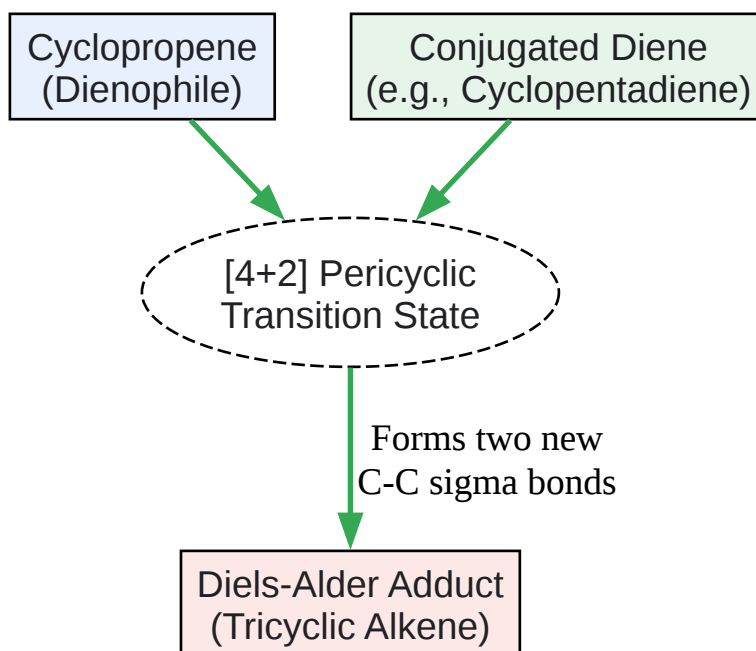 Cyclopropene
(Dienophile)
Conjugated Diene
(e.g., Cyclopentadiene)
[4+2] Pericyclic
Transition State
Forms two new
C-C sigma bonds
Diels-Alder Adduct
(Tricyclic Alkene)